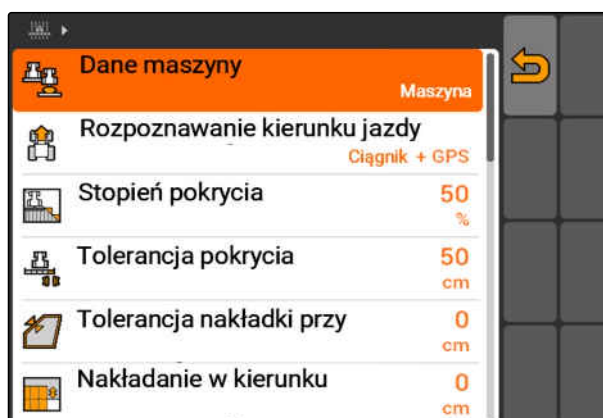 Dane maszyny
Maszyna
Rozpoznawanie kierunku jazdy
Ciągnik + GPS
Stopień pokrycia
50
%
Tolerancja pokrycia
50
cm
Tolerancja nakładki przy
0
cm
Nakładanie w kierunku
0
cm